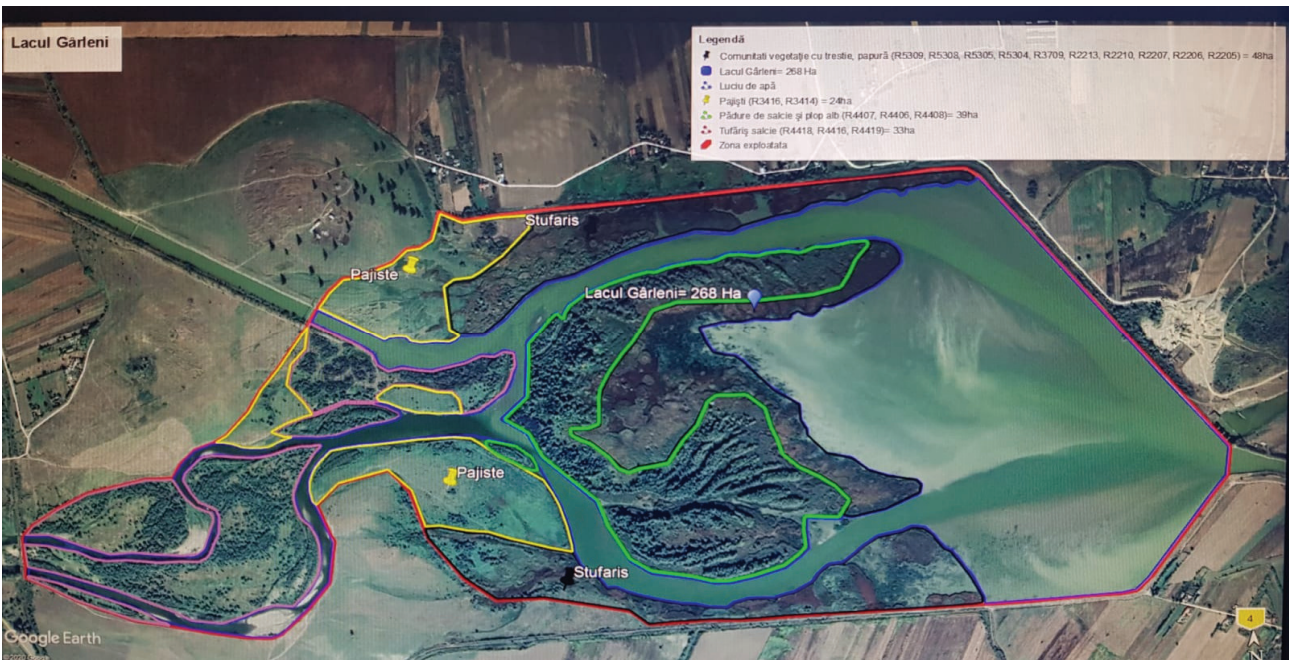 Lacul Gârleni
Legendă
Comunitati vegetație cu trestie, papură (R5309, R5308, R5305, R5304, R3709, R2213, R2210, R2207, R2206, R2205) = 48ha
Lacul Gârleni= 268 Ha
Luciu de apă
Pajiști (R3416, R3414) = 24ha
Pădure de salcie și plop alb (R4407, R4406, R4408)= 39ha
Tufăriș salcie (R4418, R4416, R4419)= 33ha
Zona exploatata
Stufaris
Pajiste
Lacul Gârleni= 268 Ha
Pajiste
Stufaris
4
N
Google Earth